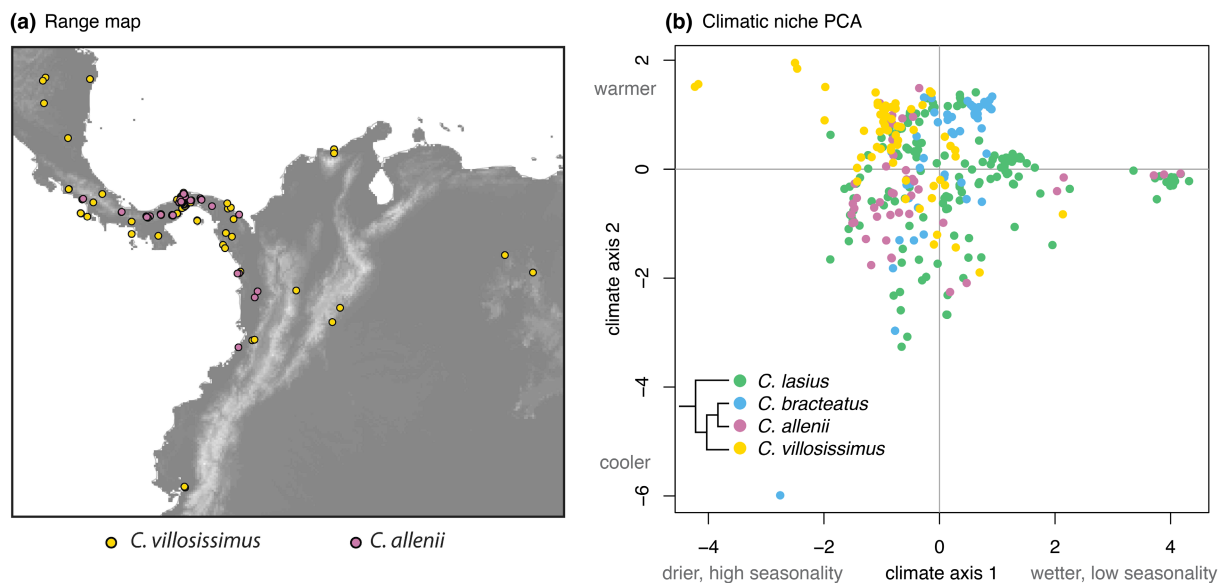 (a) Range map
C. villosissimus
C. allenii
(b) Climatic niche PCA
2
warmer
0
climate axis 2
−2
−4
cooler
−6
C. lasius
C. bracteatus
C. allenii
C. villosissimus
−4 −2 0 2 4
drier, high seasonality climate axis 1 wetter, low seasonality